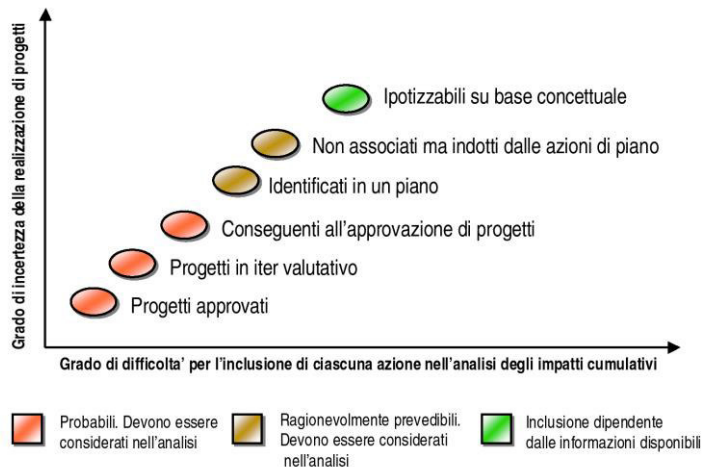 Grado di incertezza della realizzazione di progetti
Ipotizzabili su base concettuale
Non associati ma indotti dalle azioni di piano
Identificati in un piano
Conseguenti all'approvazione di progetti
Progetti in iter valutativo
Progetti approvati
Grado di difficolta' per l'inclusione di ciascuna azione nell'analisi degli impatti cumulativi
Probabili. Devono essere
considerati nell'analisi
Ragionevolmente prevedibili.
Devono essere considerati
nell'analisi
Inclusione dipendente
dalle informazioni disponibili